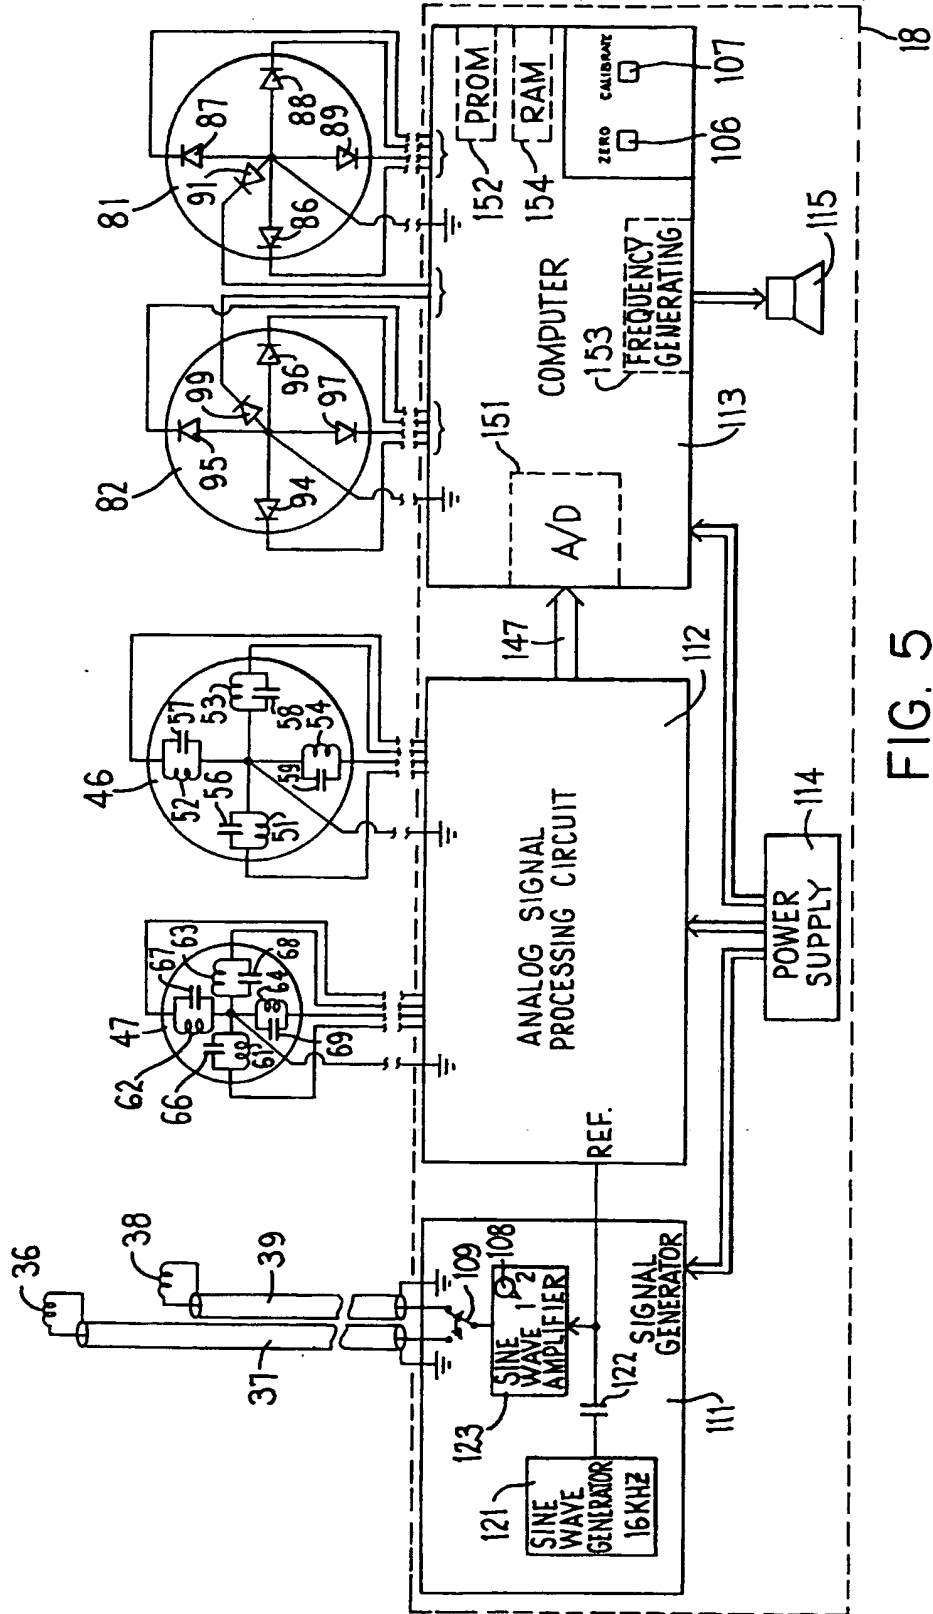 36
38
37
39
47
62
66
67
63
61
64
68
69
46
52
57
56
51
53
58
59
54
82
95
99
94
96
97
81
91
87
86
88
89
109
108
SINE
WAVE 1 2
AMPLIFIER
123
121
SINE
WAVE
GENERATOR
16KHZ
122
SIGNAL
GENERATOR
111
REF.
ANALOG SIGNAL
PROCESSING CIRCUIT
112
147
A/D
151
COMPUTER
113
153
FREQUENCY
GENERATING
PROM
152
RAM
154
ZERO
CALIBRATE
106
107
115
POWER
SUPPLY
114
18
FIG. 5